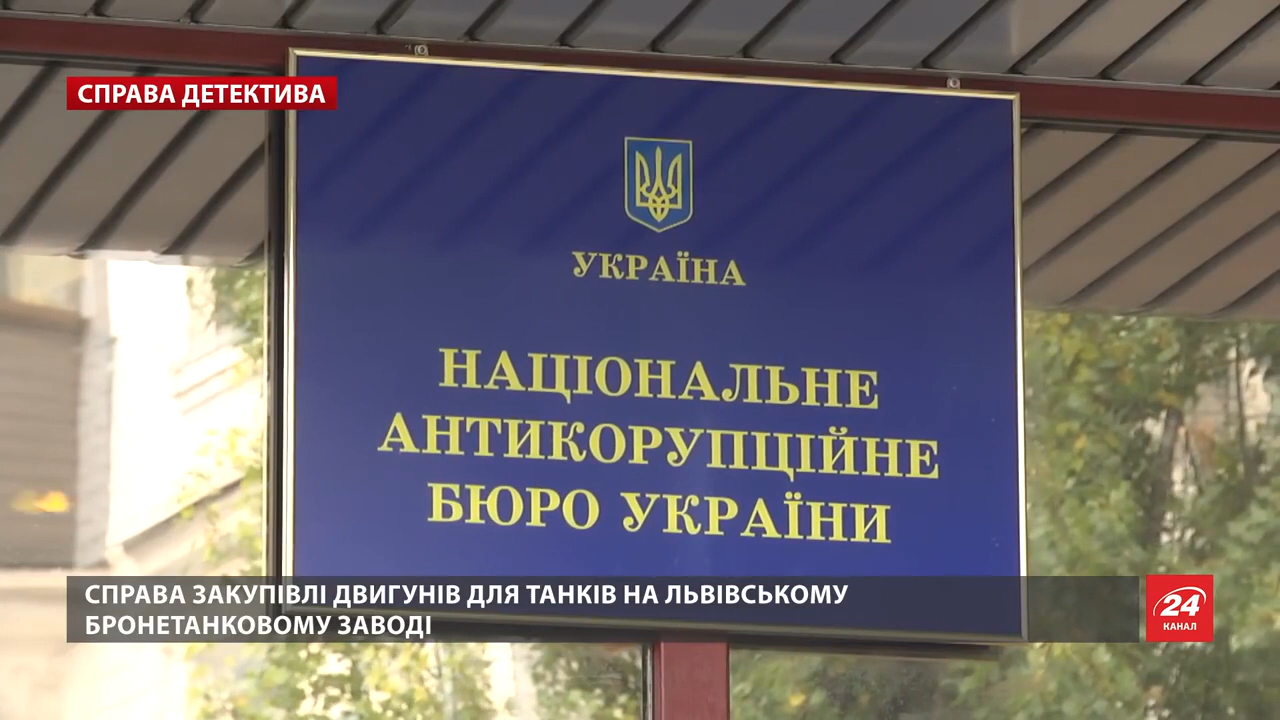 СПРАВА ДЕТЕКТИВА
УКРАЇНА
НАЦІОНАЛЬНЕ
АНТИКОРУПЦІЙНЕ
БЮРО УКРАЇНИ
СПРАВА ЗАКУПІВЛІ ДВИГУНІВ ДЛЯ ТАНКІВ НА ЛЬВІВСЬКОМУ
БРОНЕТАНКОВОМУ ЗАВОДІ
24
КАНАЛ